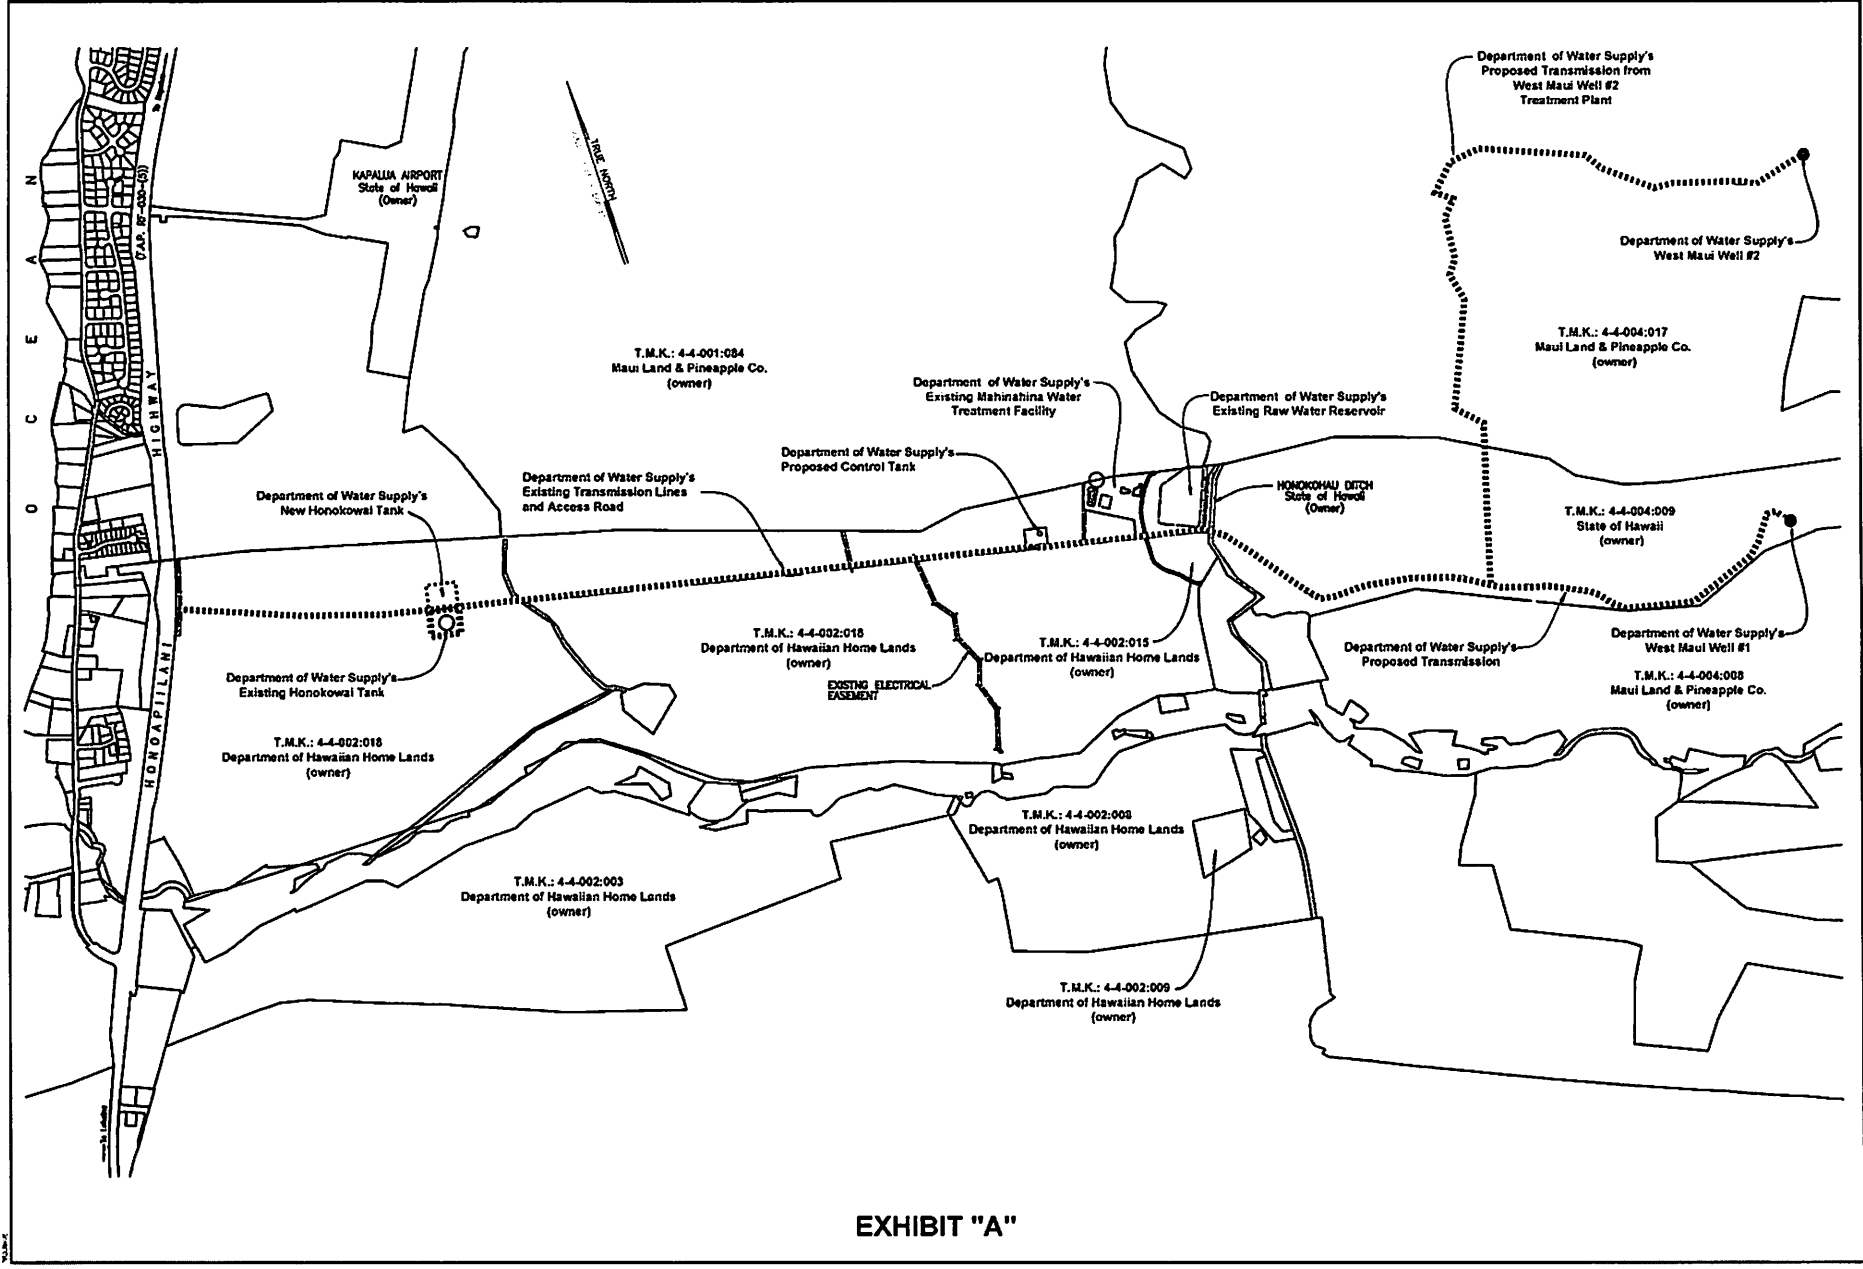 Department of Water Supply's
Proposed Transmission from
West Maui Well #2
Treatment Plant
TRUE NORTH
KAPALUA AIRPORT
State of Hawaii
(Owner)
OCEAN
(F.A.P. RF-030-(5))
HONOAPIILANI HIGHWAY
Department of Water Supply's
West Maui Well #2
T.M.K.: 4-4-004:017
Maui Land & Pineapple Co.
(owner)
T.M.K.: 4-4-001:084
Maui Land & Pineapple Co.
(owner)
Department of Water Supply's
Existing Mahinahina Water
Treatment Facility
Department of Water Supply's
Existing Raw Water Reservoir
Department of Water Supply's
Proposed Control Tank
Department of Water Supply's
Existing Transmission Lines
and Access Road
Department of Water Supply's
New Honokowai Tank
HONOKOHAU DITCH
State of Hawaii
(Owner)
T.M.K.: 4-4-004:009
State of Hawaii
(owner)
T.M.K.: 4-4-002:018
Department of Hawaiian Home Lands
(owner)
T.M.K.: 4-4-002:015
Department of Hawaiian Home Lands
(owner)
Department of Water Supply's
Proposed Transmission
Department of Water Supply's
West Maui Well #1
T.M.K.: 4-4-004:008
Maui Land & Pineapple Co.
(owner)
Department of Water Supply's
Existing Honokowai Tank
EXISTNG ELECTRICAL
EASEMENT
T.M.K.: 4-4-002:018
Department of Hawaiian Home Lands
(owner)
T.M.K.: 4-4-002:008
Department of Hawaiian Home Lands
(owner)
T.M.K.: 4-4-002:003
Department of Hawaiian Home Lands
(owner)
T.M.K.: 4-4-002:009
Department of Hawaiian Home Lands
(owner)
To Lahaina
EXHIBIT "A"